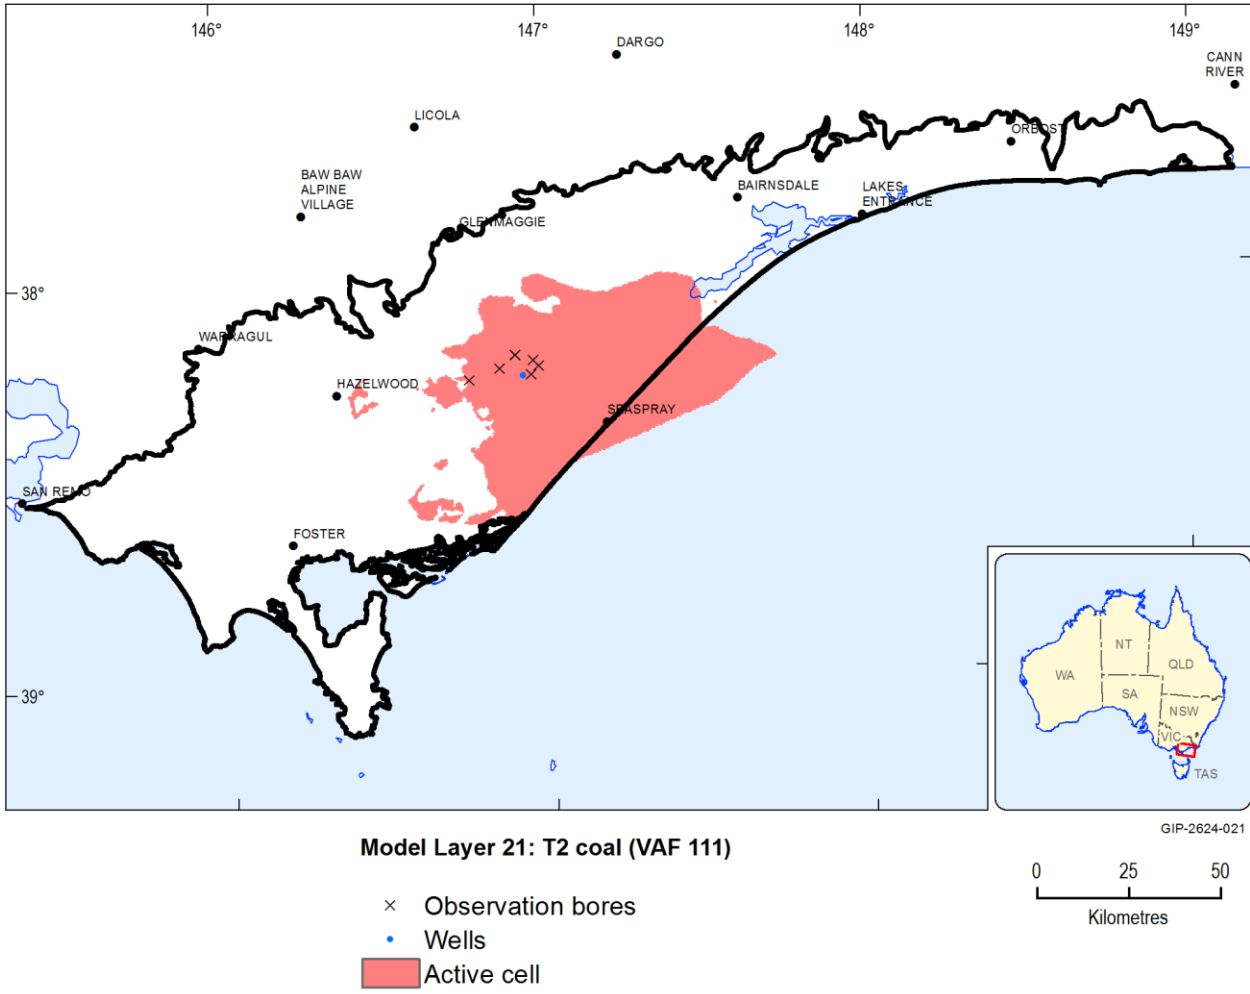 146°
147°
148°
149°
DARGO
CANN
RIVER
LICOLA
ORBOST
BAW BAW
ALPINE
VILLAGE
BAIRNSDALE
LAKES
ENTRANCE
GLENMAGGIE
38°
WARRAGUL
HAZELWOOD
SEASPRAY
SAN REMO
FOSTER
39°
NT
QLD
WA
SA
NSW
VIC
TAS
GIP-2624-021
Model Layer 21: T2 coal (VAF 111)
0 25 50
Kilometres
Observation bores
Wells
Active cell